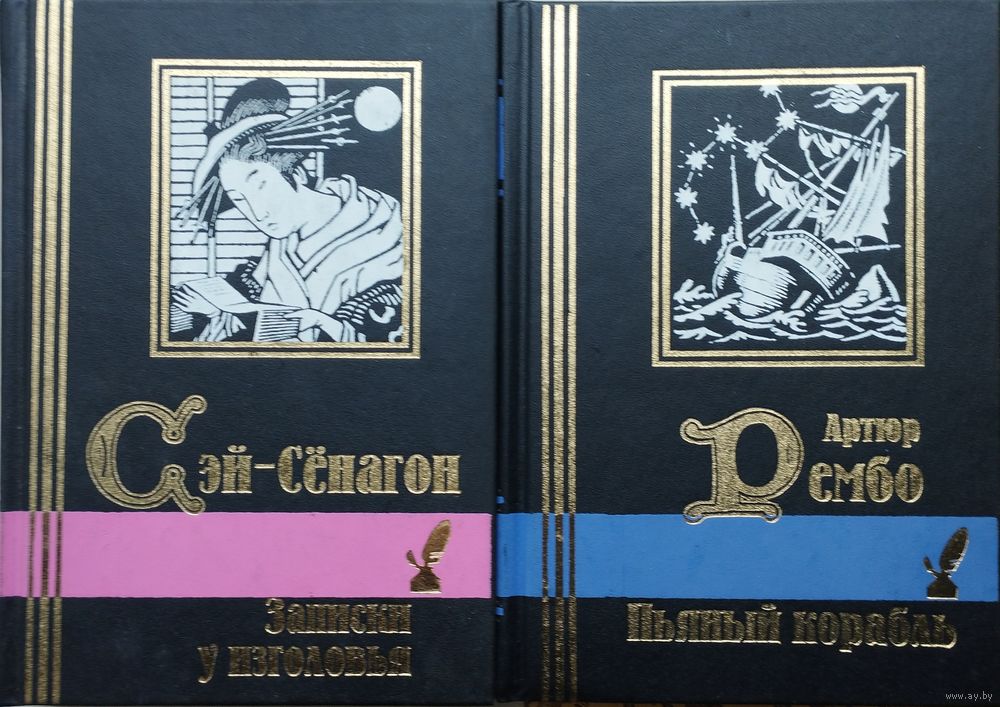 Сэй-Сёнагон
Записки
у изголовья
Артюр
Рембо
Пьяный корабль
www.ay.by